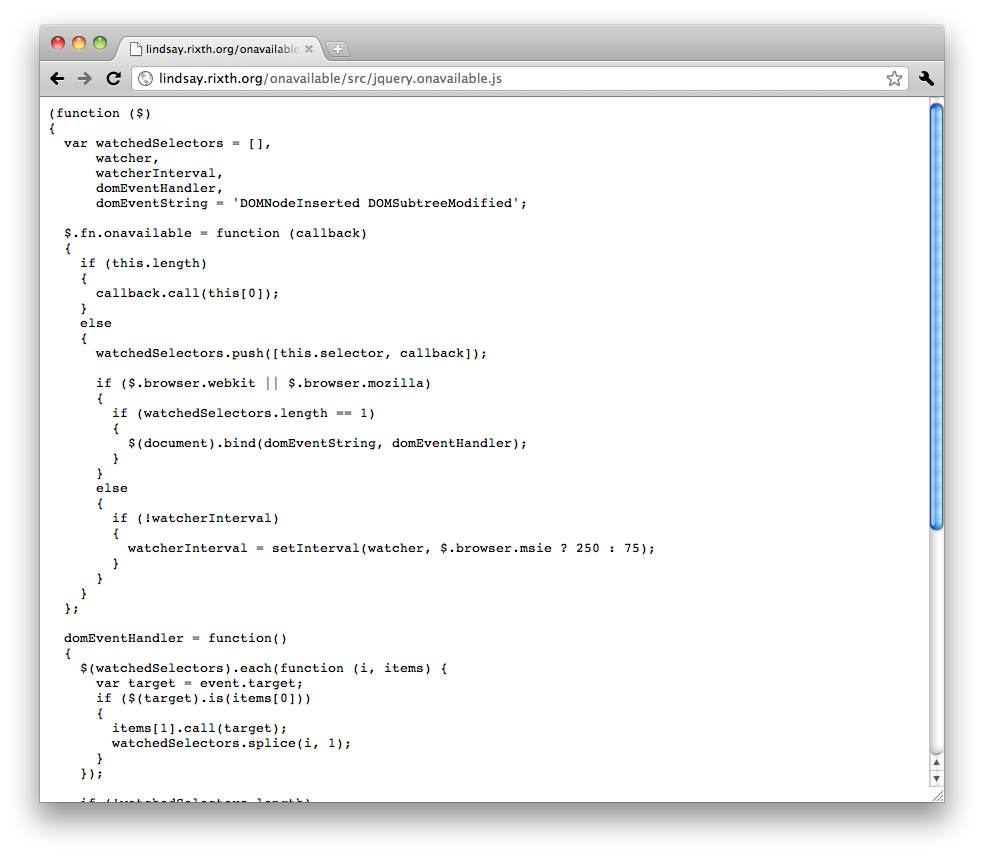 lindsay.rixth.org/onavailable
lindsay.rixth.org/onavailable/src/jquery.onavailable.js
(function ($)
{
  var watchedSelectors = [],
      watcher,
      watcherInterval,
      domEventHandler,
      domEventString = 'DOMNodeInserted DOMSubtreeModified';

  $.fn.onavailable = function (callback)
  {
    if (this.length)
    {
      callback.call(this[0]);
    }
    else
    {
      watchedSelectors.push([this.selector, callback]);

      if ($.browser.webkit || $.browser.mozilla)
      {
        if (watchedSelectors.length == 1)
        {
          $(document).bind(domEventString, domEventHandler);
        }
      }
      else
      {
        if (!watcherInterval)
        {
          watcherInterval = setInterval(watcher, $.browser.msie ? 250 : 75);
        }
      }
    }
  };

  domEventHandler = function()
  {
    $(watchedSelectors).each(function (i, items) {
      var target = event.target;
      if ($(target).is(items[0]))
      {
        items[1].call(target);
        watchedSelectors.splice(i, 1);
      }
    });

    if (!watchedSelectors.length)